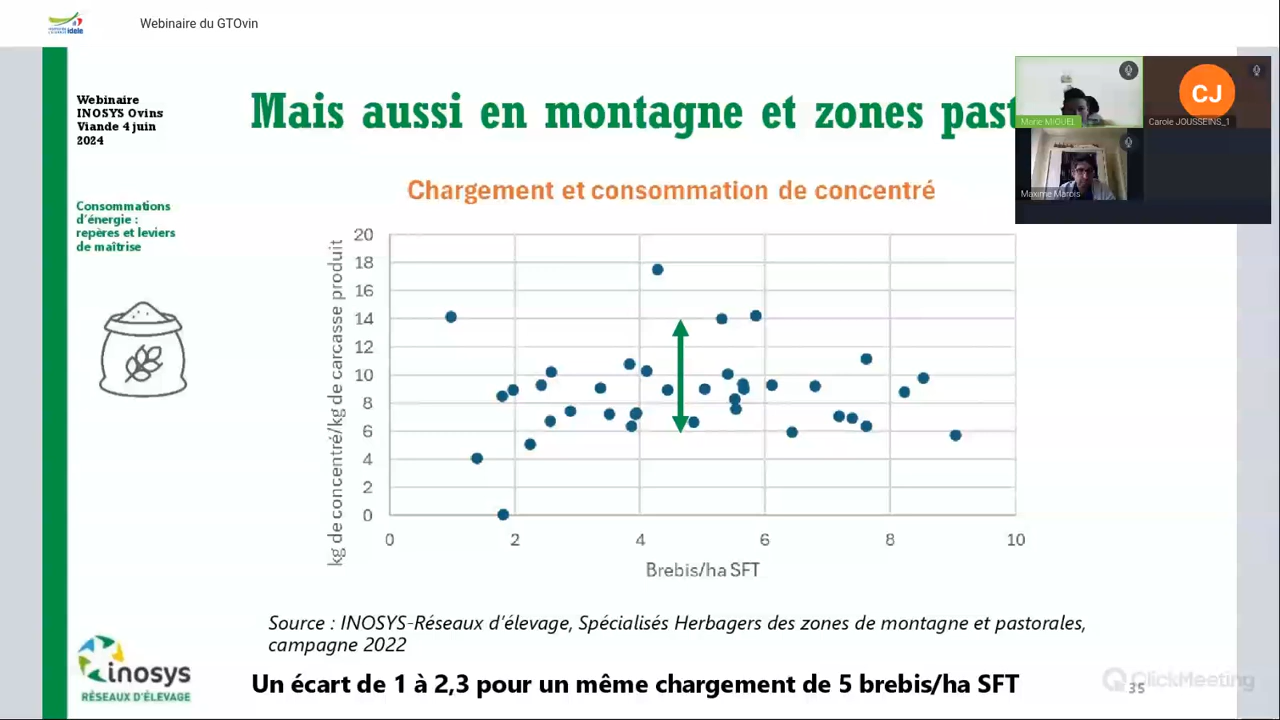 Webinaire du GTOvin
idele
Webinaire
INOSYS Ovins
Viande 4 juin
2024
Mais aussi en montagne et zones
CJ
Marie MIQUEL
Carole JOUSSEINS_1
Maxime Marois
Consommations
d'énergie :
repères et leviers
de maîtrise
Chargement et consommation de concentré
kg de concentré/kg de carcasse produit
20
18
16
14
12
10
8
6
4
2
0
0
2
4
6
8
10
Brebis/ha SFT
Source : INOSYS-Réseaux d'élevage, Spécialisés Herbagers des zones de montagne et pastorales,
campagne 2022
inosys
RÉSEAUX D'ÉLEVAGE
Un écart de 1 à 2,3 pour un même chargement de 5 brebis/ha SFT
ClickMeeting
35